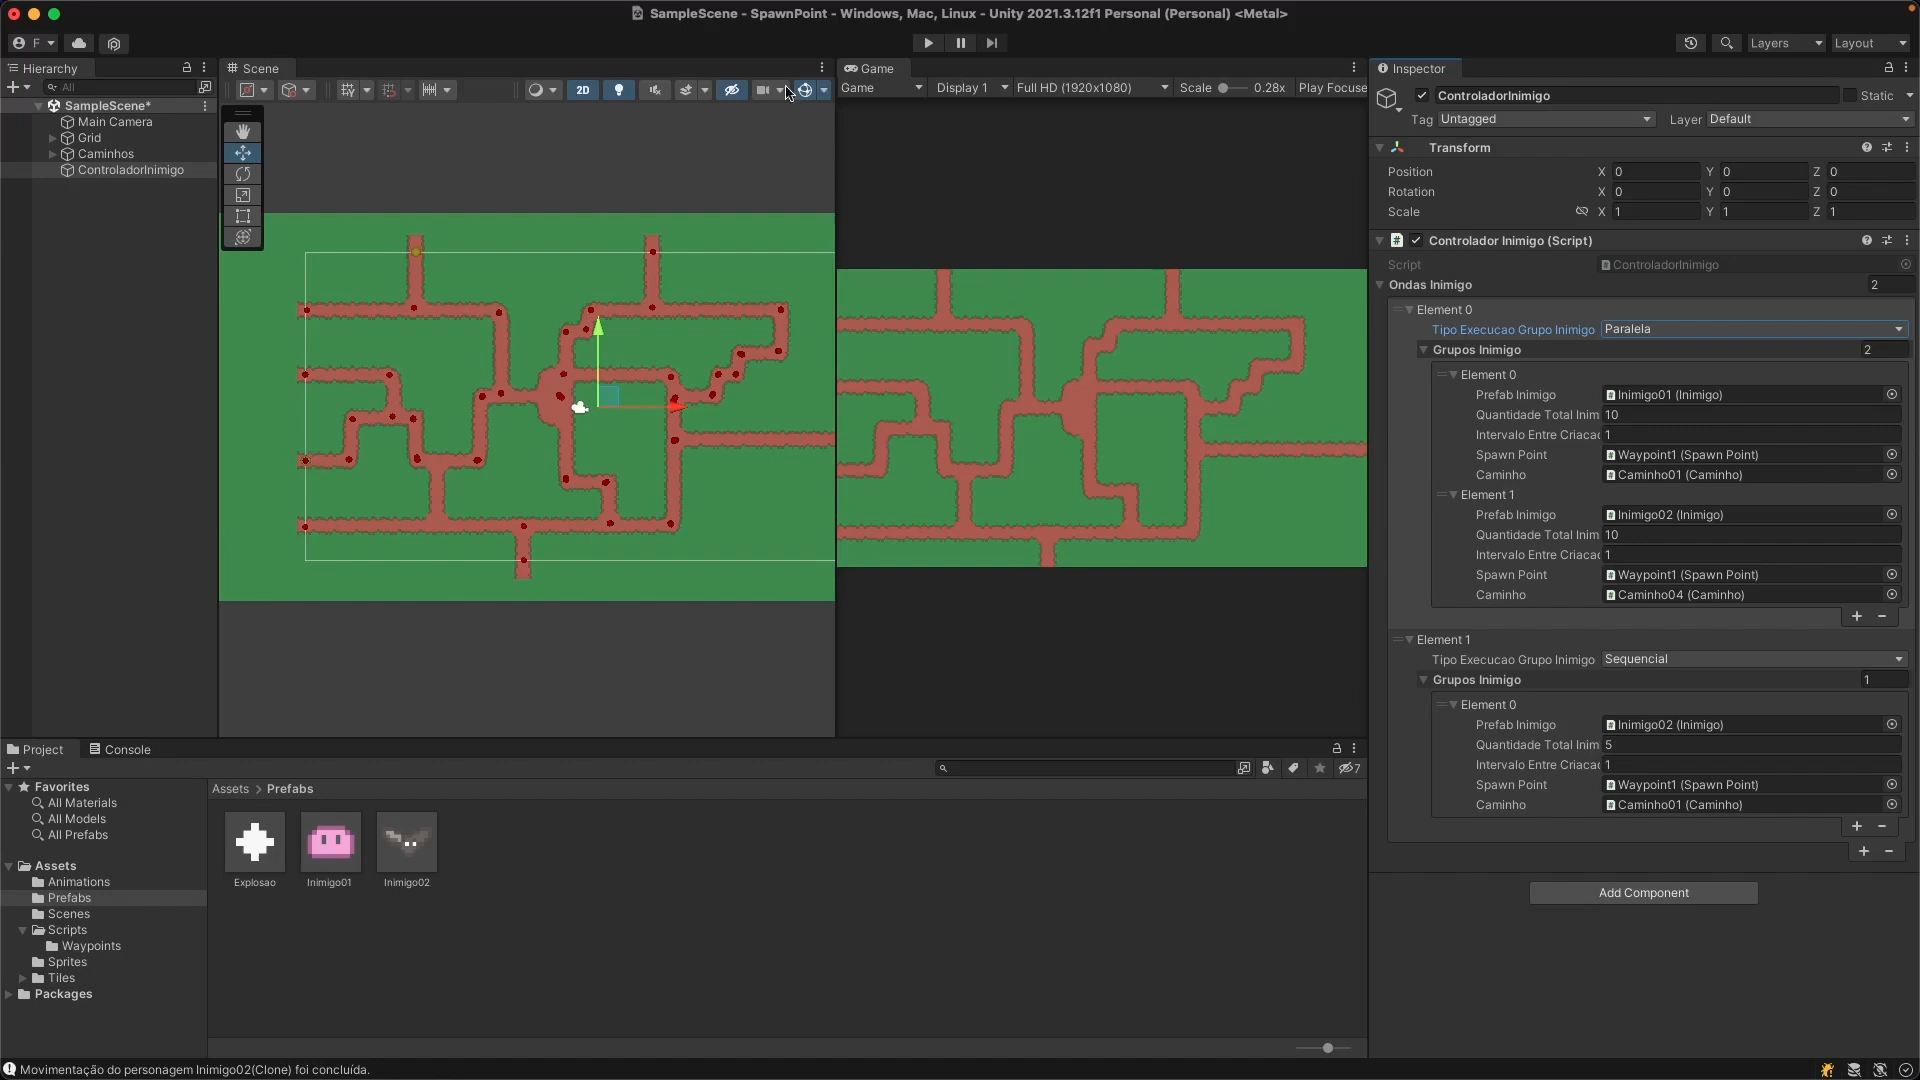 SampleScene - SpawnPoint - Windows, Mac, Linux - Unity 2021.3.12f1 Personal (Personal) <Metal>
F
Layers
Layout
Hierarchy
All
SampleScene*
Main Camera
Grid
Caminhos
ControladorInimigo
Scene
2D
Game
Game
Display 1
Full HD (1920x1080)
Scale
0.28x
Play Focuse
Inspector
ControladorInimigo
Static
Tag
Untagged
Layer
Default
Transform
Position X 0 Y 0 Z 0
Rotation X 0 Y 0 Z 0
Scale X 1 Y 1 Z 1
Controlador Inimigo (Script)
Script ControladorInimigo
Ondas Inimigo 2
Element 0
Tipo Execucao Grupo Inimigo Paralela
Grupos Inimigo 2
Element 0
Prefab Inimigo Inimigo01 (Inimigo)
Quantidade Total Inim 10
Intervalo Entre Criacao 1
Spawn Point Waypoint1 (Spawn Point)
Caminho Caminho01 (Caminho)
Element 1
Prefab Inimigo Inimigo02 (Inimigo)
Quantidade Total Inim 10
Intervalo Entre Criacao 1
Spawn Point Waypoint1 (Spawn Point)
Caminho Caminho04 (Caminho)
Element 1
Tipo Execucao Grupo Inimigo Sequencial
Grupos Inimigo 1
Element 0
Prefab Inimigo Inimigo02 (Inimigo)
Quantidade Total Inim 5
Intervalo Entre Criacao 1
Spawn Point Waypoint1 (Spawn Point)
Caminho Caminho01 (Caminho)
Add Component
Project
Console
7
Favorites
All Materials
All Models
All Prefabs
Assets
Animations
Prefabs
Scenes
Scripts
Waypoints
Sprites
Tiles
Packages
Assets > Prefabs
Explosao
Inimigo01
Inimigo02
Movimentação do personagem Inimigo02(Clone) foi concluída.